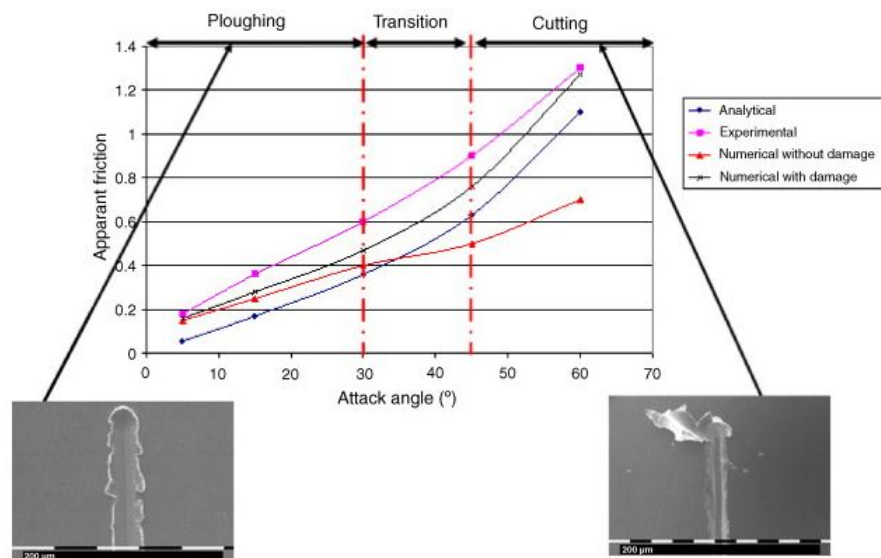 Ploughing Transition Cutting
1.4
1.2
1
0.8
0.6
0.4
0.2
0
Apparant friction
0 10 20 30 40 50 60 70
Attack angle (º)
Analytical
Experimental
Numerical without damage
Numerical with damage
200 µm
200 µm